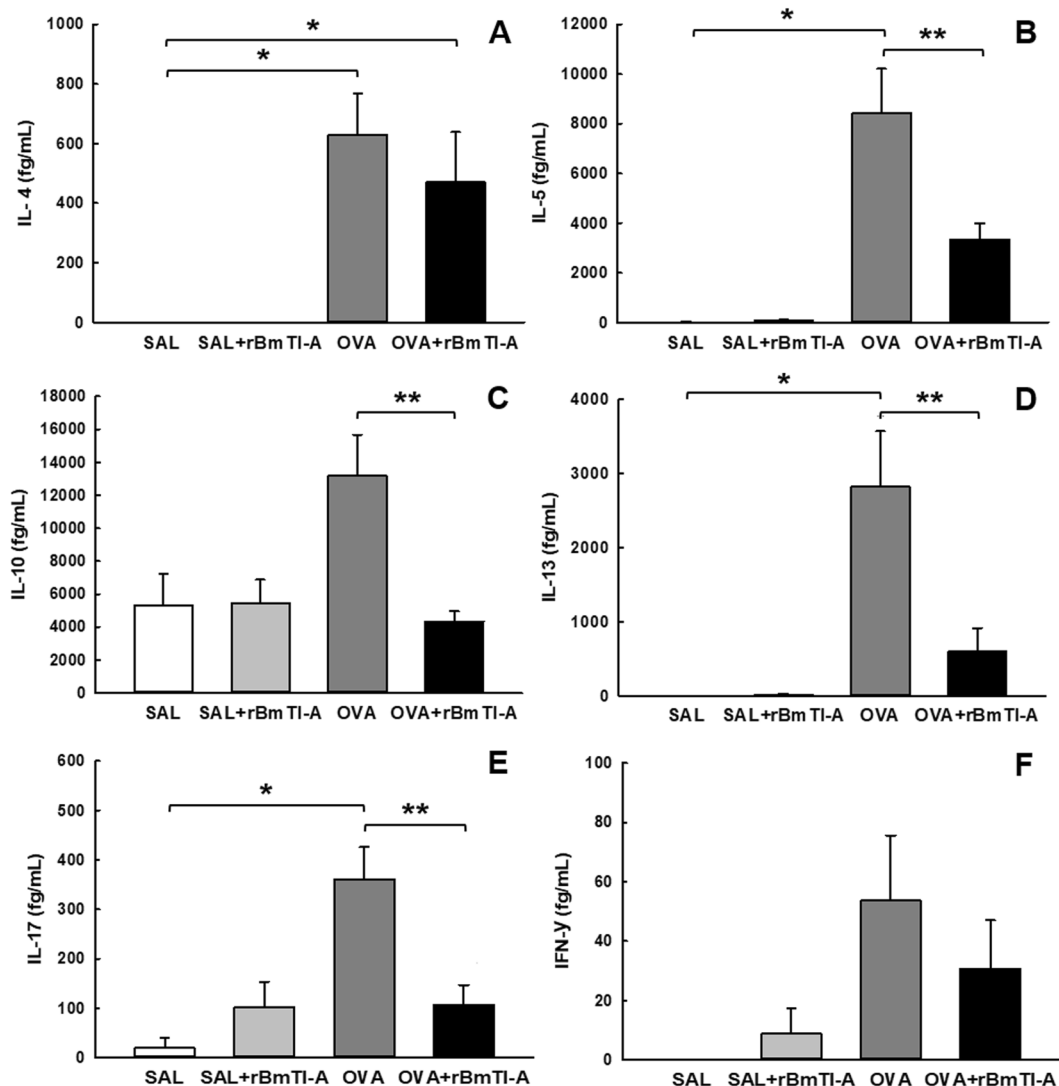 A
IL- 4 (fg/mL)
1000
800
600
400
200
0
*
*
SAL SAL+rBmTI-A OVA OVA+rBmTI-A
B
IL-5 (fg/mL)
12000
10000
8000
6000
4000
2000
0
*
**
SAL SAL+rBmTI-A OVA OVA+rBmTI-A
C
IL-10 (fg/mL)
18000
16000
14000
12000
10000
8000
6000
4000
2000
0
**
SAL SAL+rBmTI-A OVA OVA+rBmTI-A
D
IL-13 (fg/mL)
4000
3000
2000
1000
0
*
**
SAL SAL+rBmTI-A OVA OVA+rBmTI-A
E
IL-17 (fg/mL)
600
500
400
300
200
100
0
*
**
SAL SAL+rBmTI-A OVA OVA+rBmTI-A
F
IFN-y (fg/mL)
100
80
60
40
20
0
SAL SAL+rBmTI-A OVA OVA+rBmTI-A